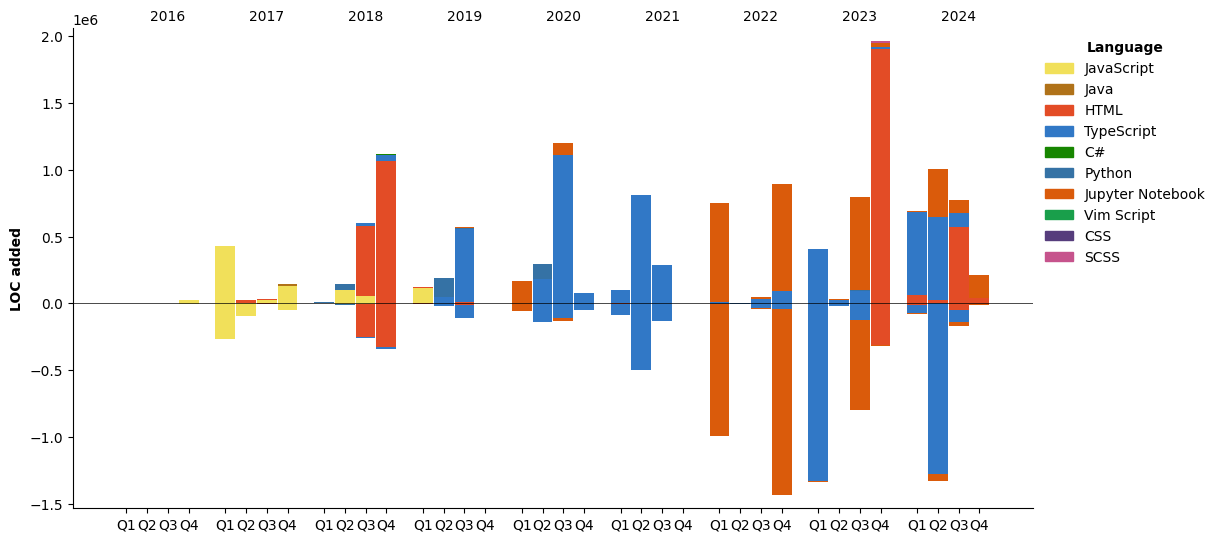 1e6
2016 2017 2018 2019 2020 2021 2022 2023 2024
2.0
1.5
1.0
0.5
0.0
−0.5
−1.0
−1.5
LOC added
Q1 Q2 Q3 Q4 Q1 Q2 Q3 Q4 Q1 Q2 Q3 Q4 Q1 Q2 Q3 Q4 Q1 Q2 Q3 Q4 Q1 Q2 Q3 Q4 Q1 Q2 Q3 Q4 Q1 Q2 Q3 Q4 Q1 Q2 Q3 Q4
Language
JavaScript
Java
HTML
TypeScript
C#
Python
Jupyter Notebook
Vim Script
CSS
SCSS